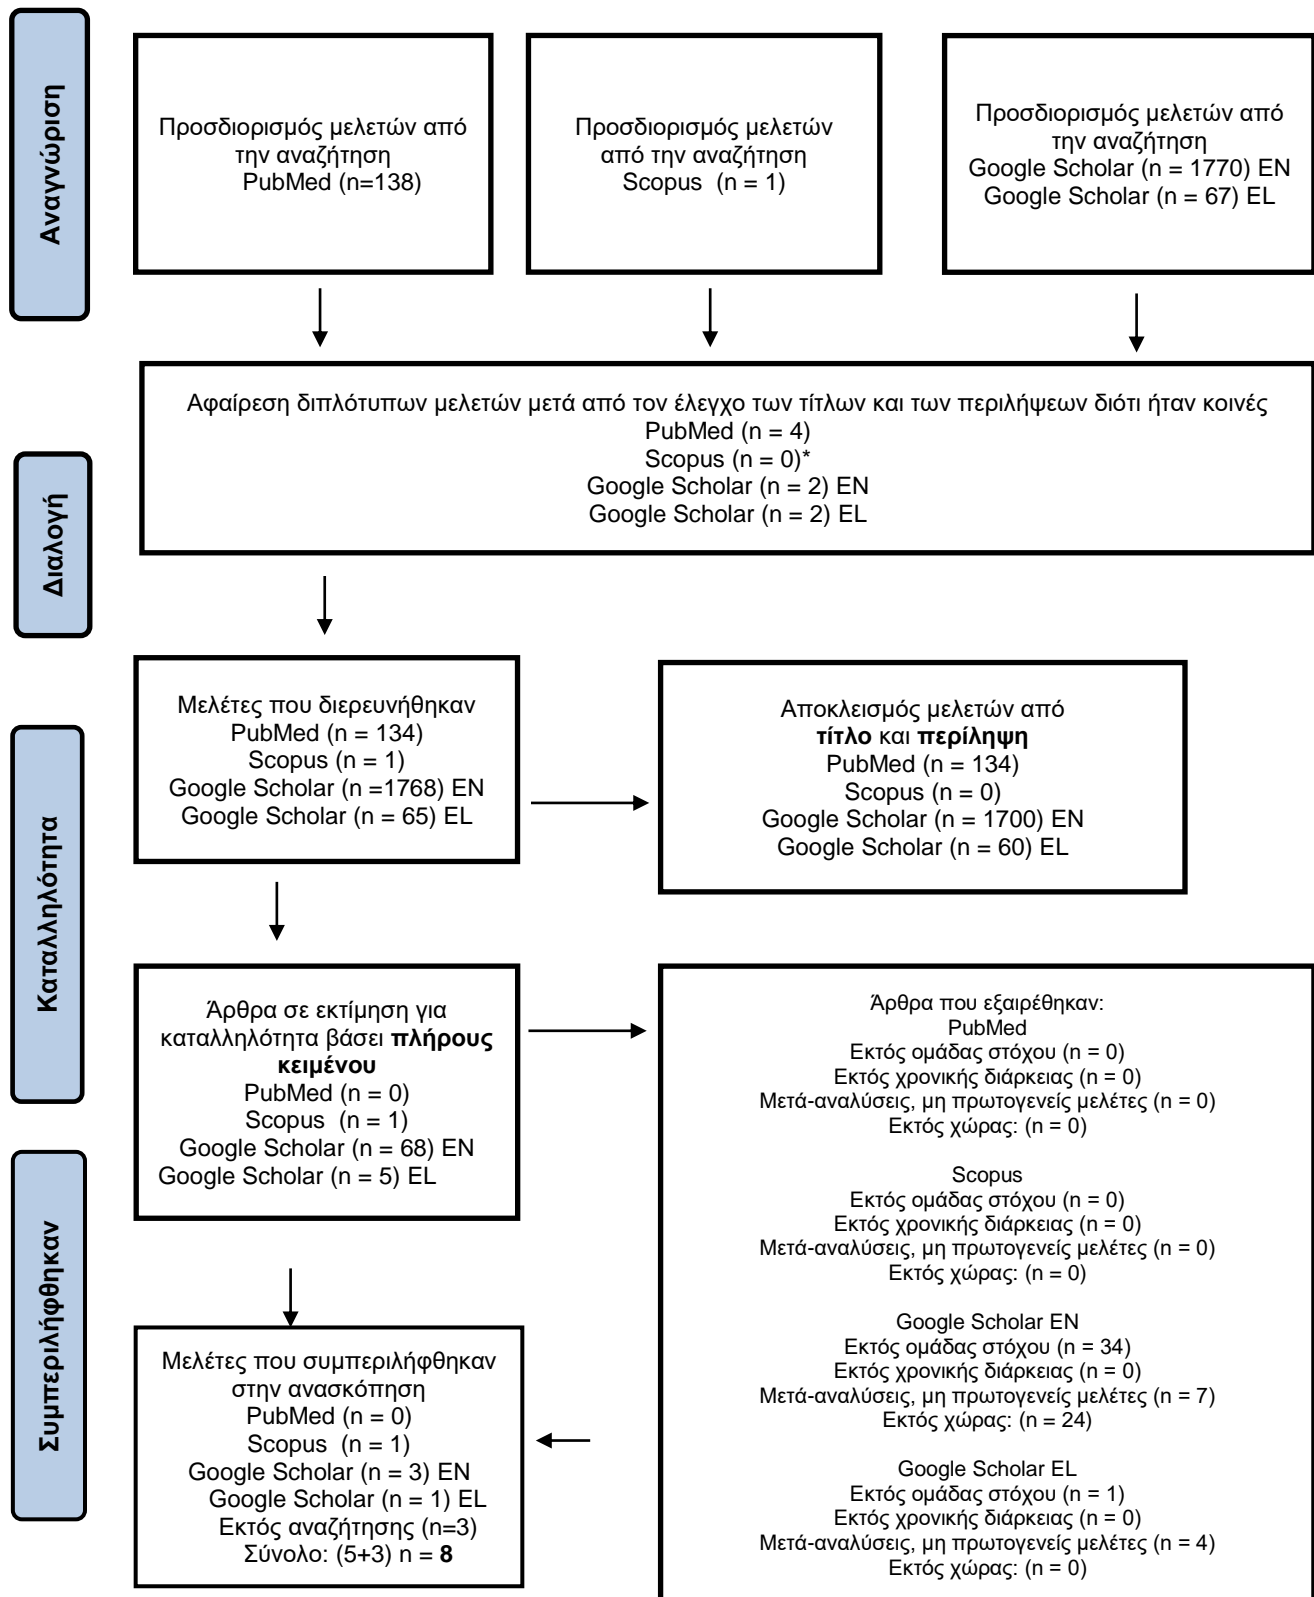 Αναγνώριση
Προσδιορισμός μελετών από
την αναζήτηση
PubMed (n=138)
Προσδιορισμός μελετών
από την αναζήτηση
Scopus (n = 1)
Προσδιορισμός μελετών από
την αναζήτηση
Google Scholar (n = 1770) EN
Google Scholar (n = 67) EL
Διαλογή
Αφαίρεση διπλότυπων μελετών μετά από τον έλεγχο των τίτλων και των περιλήψεων διότι ήταν κοινές
PubMed (n = 4)
Scopus (n = 0)*
Google Scholar (n = 2) EN
Google Scholar (n = 2) EL
Καταλληλότητα
Μελέτες που διερευνήθηκαν
PubMed (n = 134)
Scopus (n = 1)
Google Scholar (n =1768) EN
Google Scholar (n = 65) EL
Αποκλεισμός μελετών από
τίτλο και περίληψη
PubMed (n = 134)
Scopus (n = 0)
Google Scholar (n = 1700) EN
Google Scholar (n = 60) EL
Άρθρα σε εκτίμηση για
καταλληλότητα βάσει πλήρους
κειμένου
PubMed (n = 0)
Scopus (n = 1)
Google Scholar (n = 68) EN
Google Scholar (n = 5) EL
Άρθρα που εξαιρέθηκαν:
PubMed
Εκτός ομάδας στόχου (n = 0)
Εκτός χρονικής διάρκειας (n = 0)
Μετά-αναλύσεις, μη πρωτογενείς μελέτες (n = 0)
Εκτός χώρας: (n = 0)
Scopus
Εκτός ομάδας στόχου (n = 0)
Εκτός χρονικής διάρκειας (n = 0)
Μετά-αναλύσεις, μη πρωτογενείς μελέτες (n = 0)
Εκτός χώρας: (n = 0)
Google Scholar EN
Εκτός ομάδας στόχου (n = 34)
Εκτός χρονικής διάρκειας (n = 0)
Μετά-αναλύσεις, μη πρωτογενείς μελέτες (n = 7)
Εκτός χώρας: (n = 24)
Google Scholar EL
Εκτός ομάδας στόχου (n = 1)
Εκτός χρονικής διάρκειας (n = 0)
Μετά-αναλύσεις, μη πρωτογενείς μελέτες (n = 4)
Εκτός χώρας: (n = 0)
Συμπεριλήφθηκαν
Μελέτες που συμπεριλήφθηκαν
στην ανασκόπηση
PubMed (n = 0)
Scopus (n = 1)
Google Scholar (n = 3) EN
Google Scholar (n = 1) EL
Εκτός αναζήτησης (n=3)
Σύνολο: (5+3) n = 8